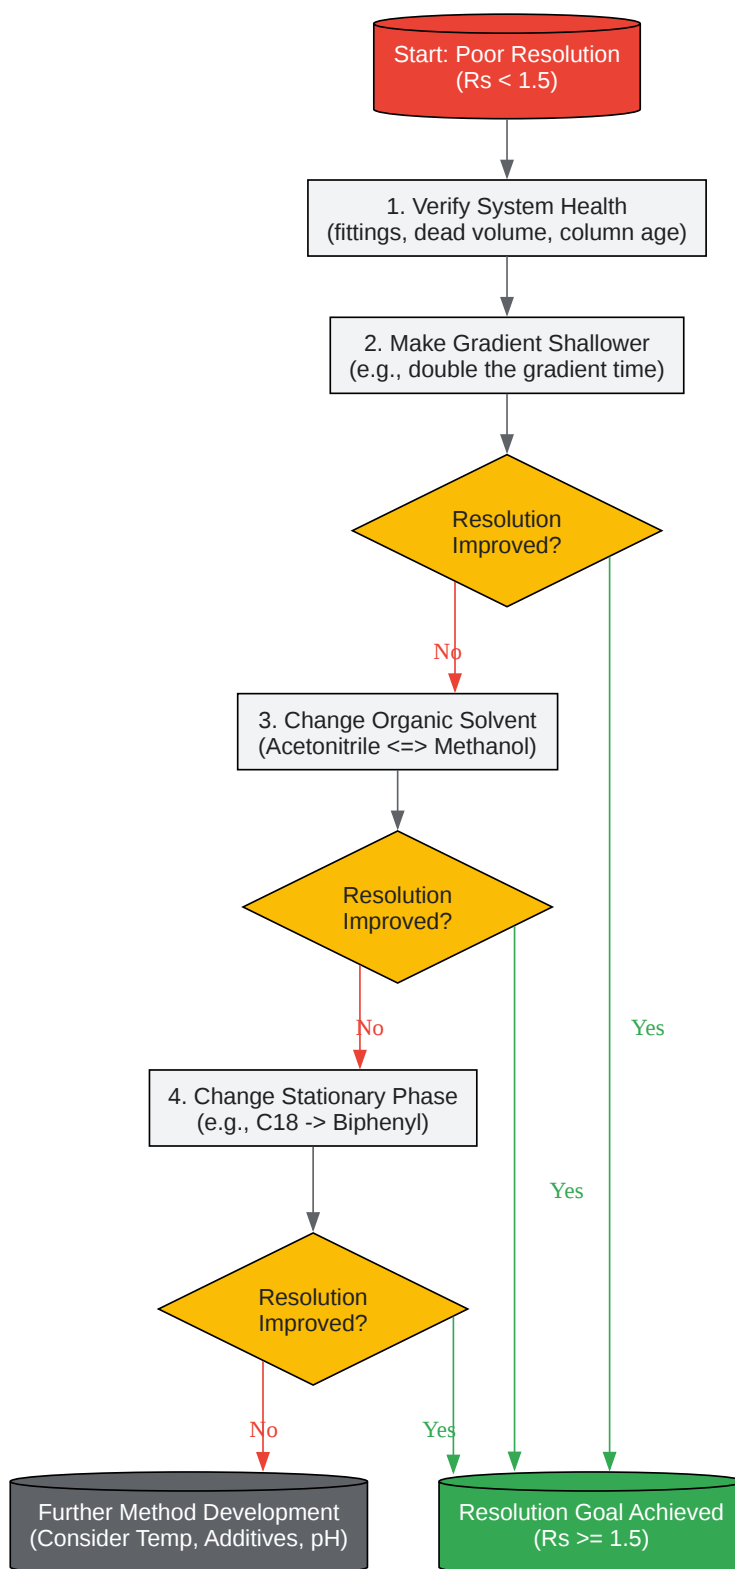 Start: Poor Resolution
(Rs < 1.5)
1. Verify System Health
(fittings, dead volume, column age)
2. Make Gradient Shallower
(e.g., double the gradient time)
Resolution
Improved?
No
3. Change Organic Solvent
(Acetonitrile <=> Methanol)
Resolution
Improved?
No
Yes
4. Change Stationary Phase
(e.g., C18 -> Biphenyl)
Yes
Resolution
Improved?
No
Yes
Further Method Development
(Consider Temp, Additives, pH)
Resolution Goal Achieved
(Rs >= 1.5)